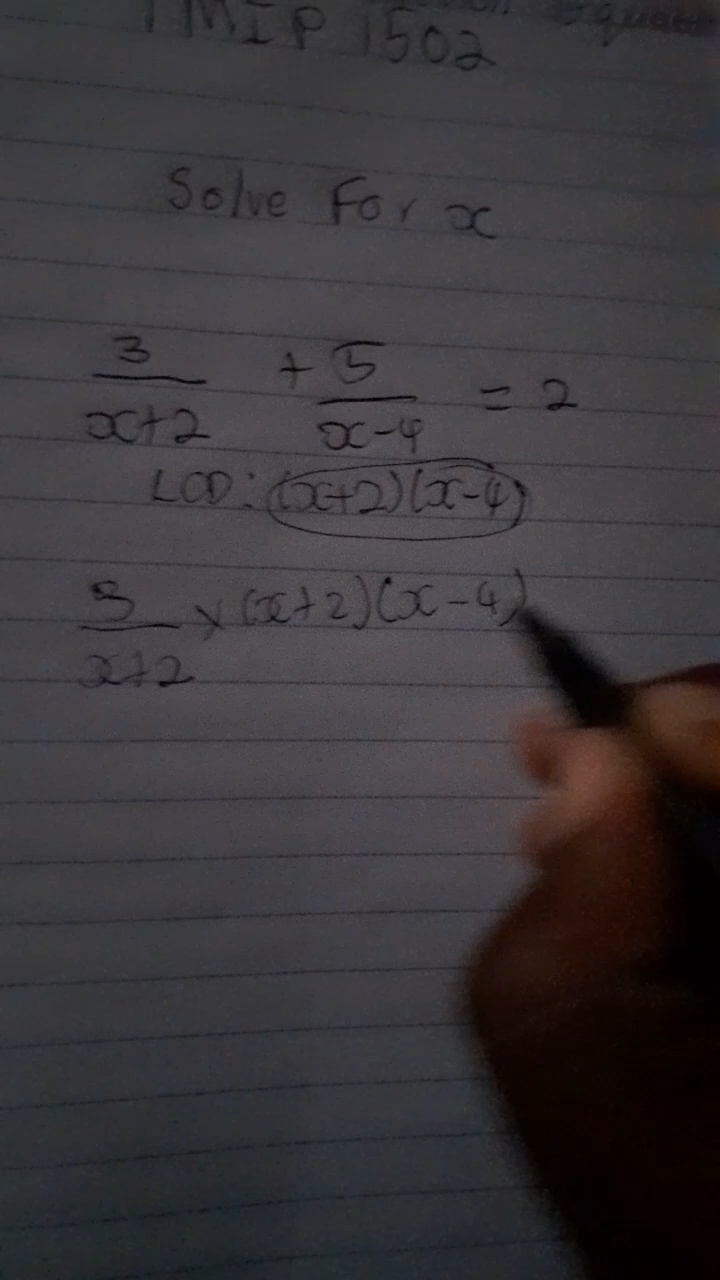 TMIP 1502
Solve For x
3/(x+2) + 5/(x-4) = 2
LCD: (x+2)(x-4)
3/(x+2) × (x+2)(x-4)